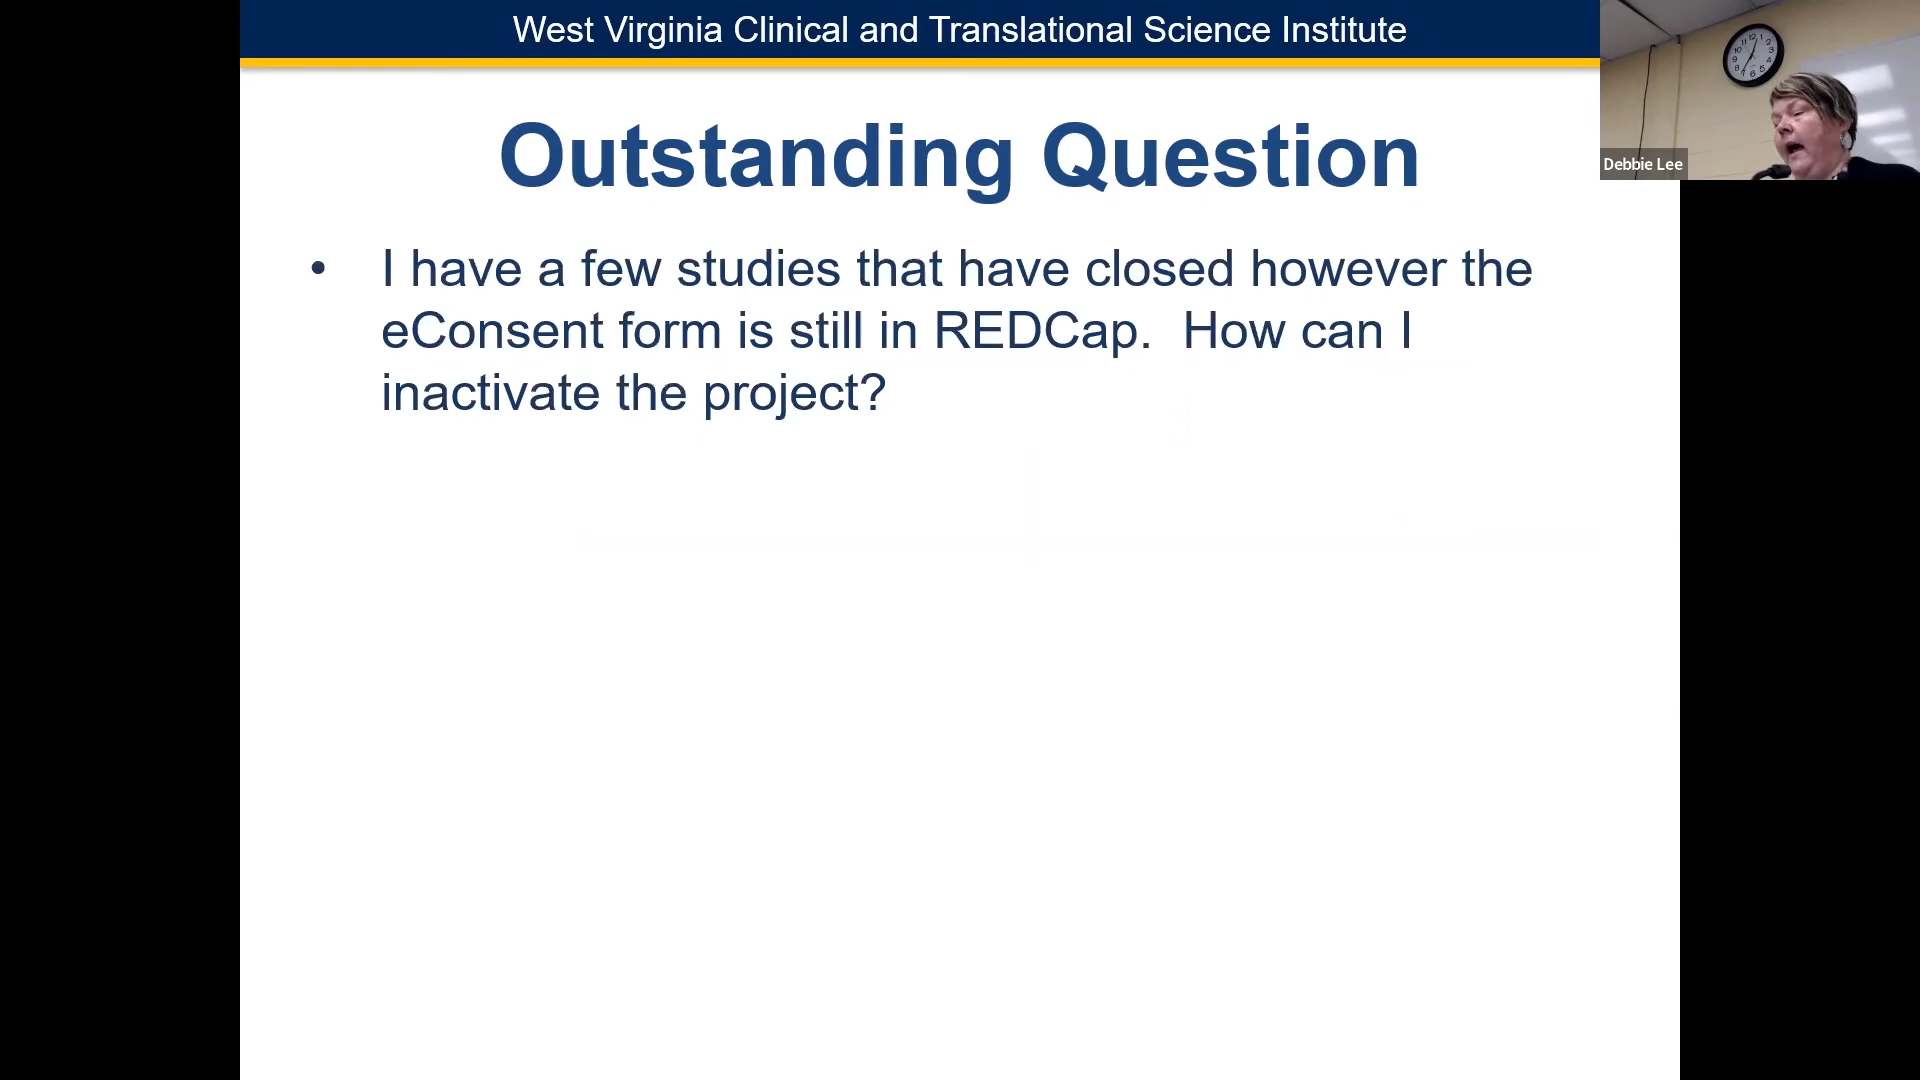 West Virginia Clinical and Translational Science Institute
Outstanding Question
• I have a few studies that have closed however the
eConsent form is still in REDCap.  How can I
inactivate the project?
Debbie Lee